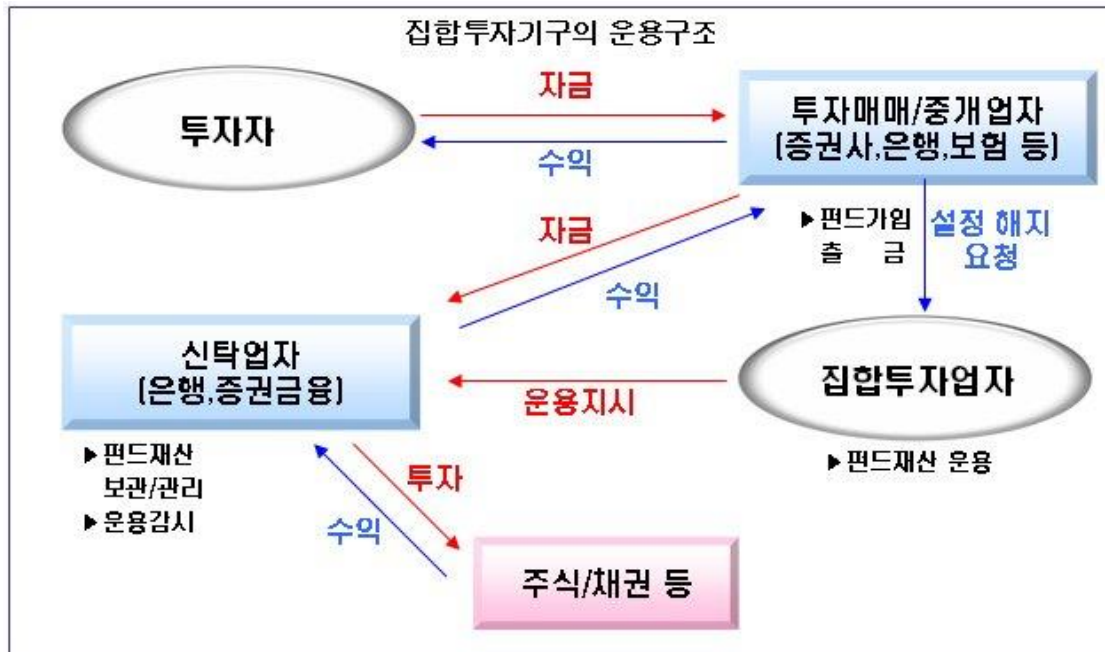 집합투자기구의 운용구조
투자자
자금
수익
투자매매/중개업자
(증권사,은행,보험 등)
자금
수익
▶펀드가입
출 금
설정 해지
요청
신탁업자
(은행,증권금융)
운용지시
집합투자업자
▶펀드재산
보관/관리
▶운용감시
▶펀드재산 운용
투자
수익
주식/채권 등